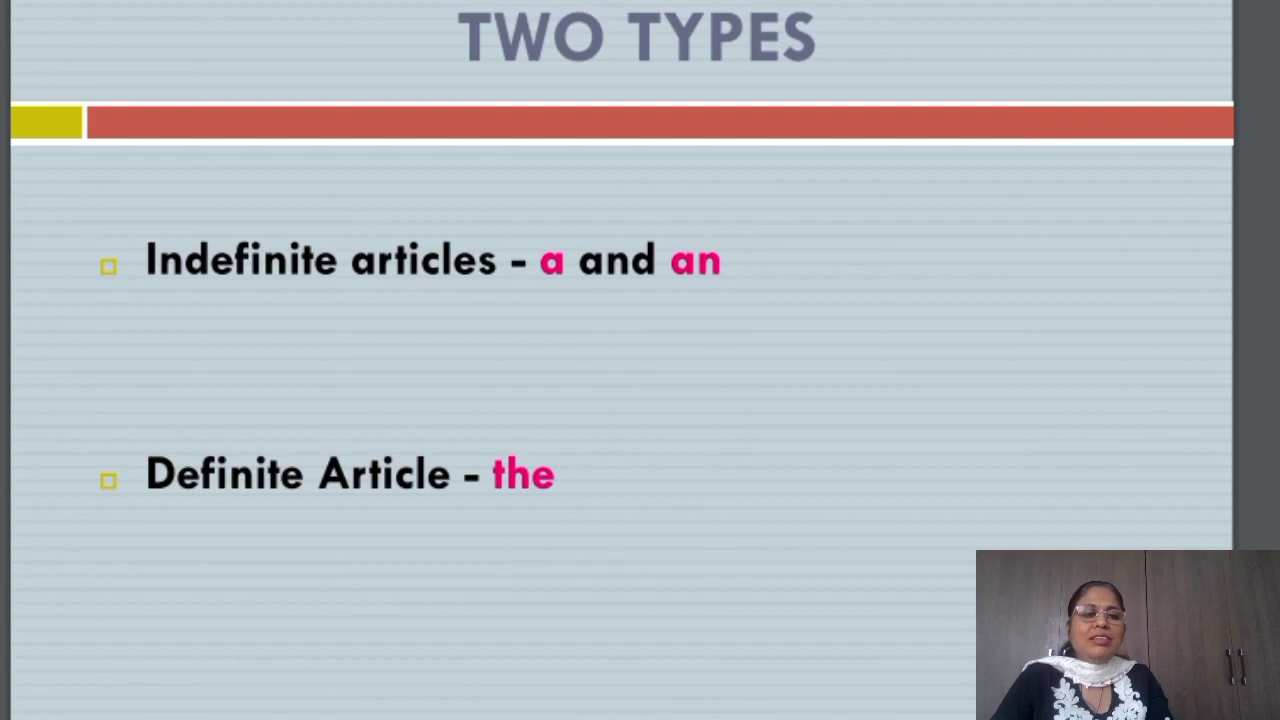 TWO TYPES
Indefinite articles - a and an
Definite Article - the